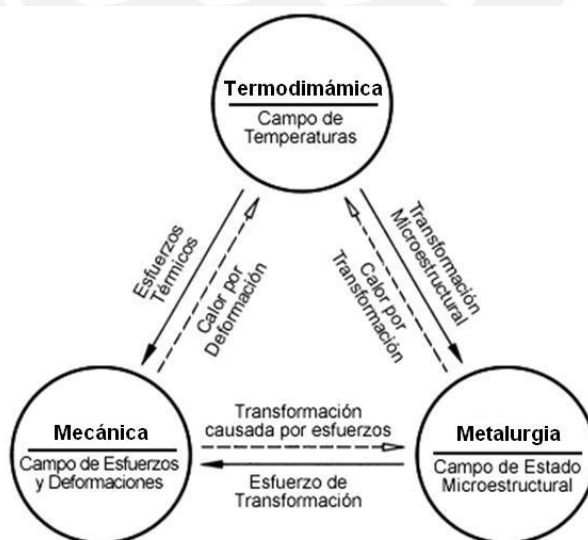 Termodimámica
Campo de
Temperaturas
Esfuerzos
Térmicos
Calor por
Deformación
Transformación
Microestructural
Calor por
Transformación
Mecánica
Campo de Esfuerzos
y Deformaciones
Transformación
causada por esfuerzos
Esfuerzo de
Transformación
Metalurgia
Campo de Estado
Microestructural